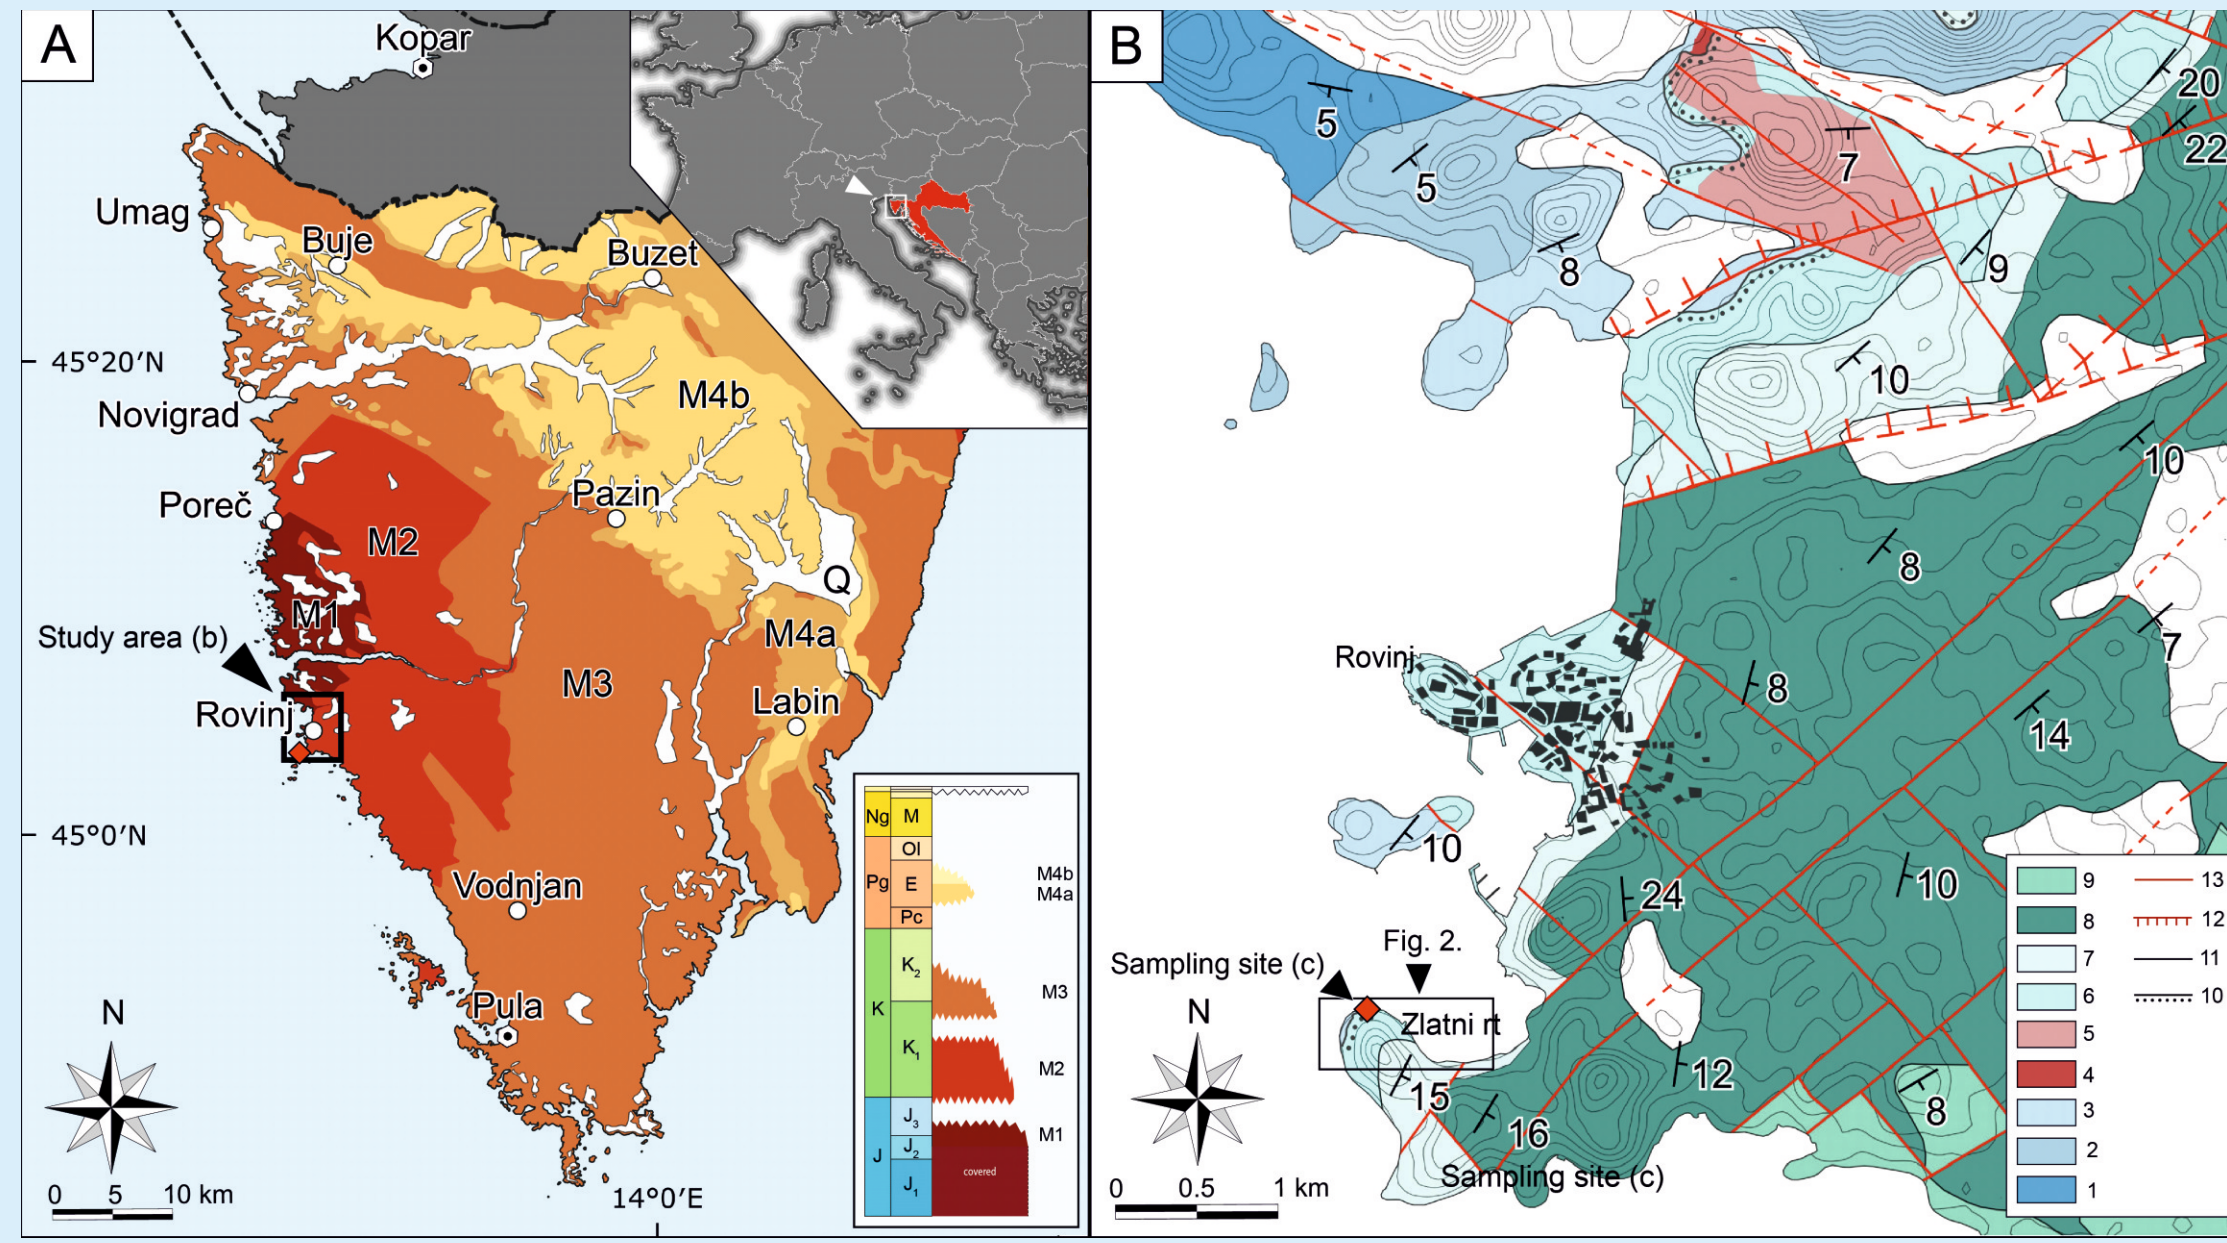 A
Kopar
Umag
Buje
Buzet
45°20′N
Novigrad
M4b
Poreč
M2
Pazin
Q
M1
Study area (b)
M4a
M3
Rovinj
Labin
45°0′N
Vodnjan
Pula
N
0 5 10 km
14°0′E
Ng M
Ol
Pg E
Pc
K K2
K1
J J3
J2
J1
M4b
M4a
M3
M2
M1
covered
B
5
5
8
7
20
22
9
10
10
8
7
Rovinj
8
14
10
24
10
Fig. 2.
Sampling site (c)
Zlatni rt
N
15
12
16
8
Sampling site (c)
0 0.5 1 km
9 13
8 12
7 11
6 10
5
4
3
2
1